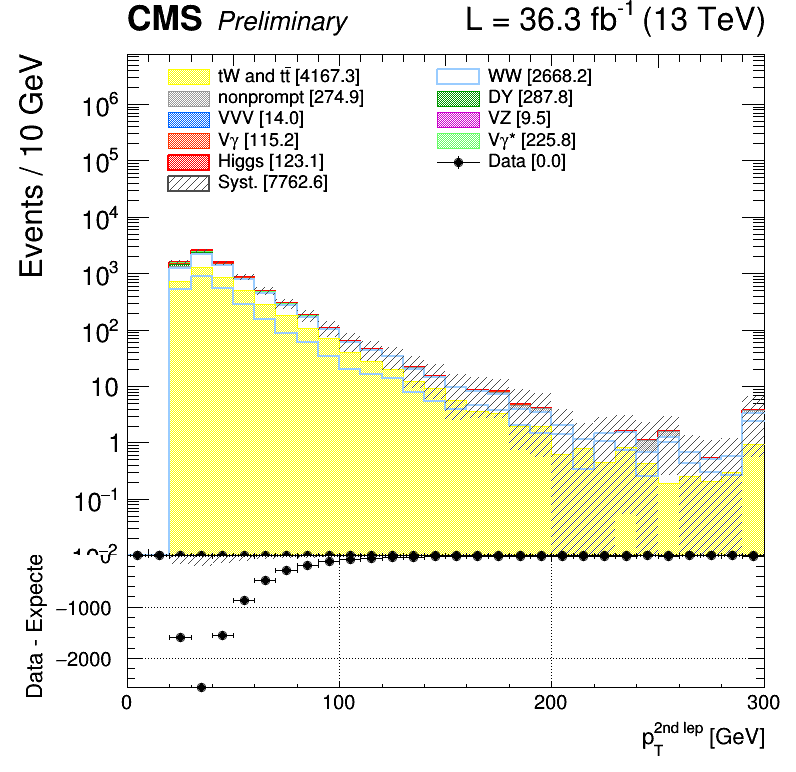 CMS Preliminary L = 36.3 fb⁻¹ (13 TeV)
Events / 10 GeV
tW and tt̄ [4167.3]
nonprompt [274.9]
VVV [14.0]
Vγ [115.2]
Higgs [123.1]
Syst. [7762.6]
WW [2668.2]
DY [287.8]
VZ [9.5]
Vγ* [225.8]
Data [0.0]
10⁶
10⁵
10⁴
10³
10²
10
1
10⁻¹
Data - Expecte
−1000
−2000
0 100 200 300
p_T^{2nd lep} [GeV]